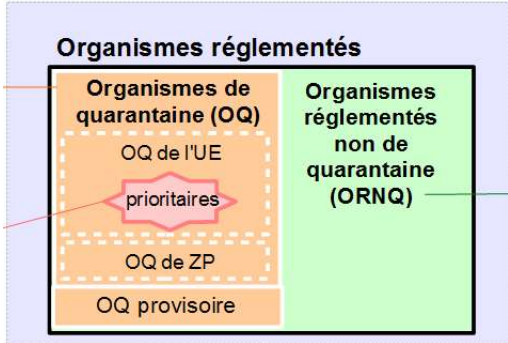 Organismes réglementés
Organismes de
quarantaine (OQ)
OQ de l'UE
prioritaires
OQ de ZP
OQ provisoire
Organismes
réglementés
non de
quarantaine
(ORNQ)